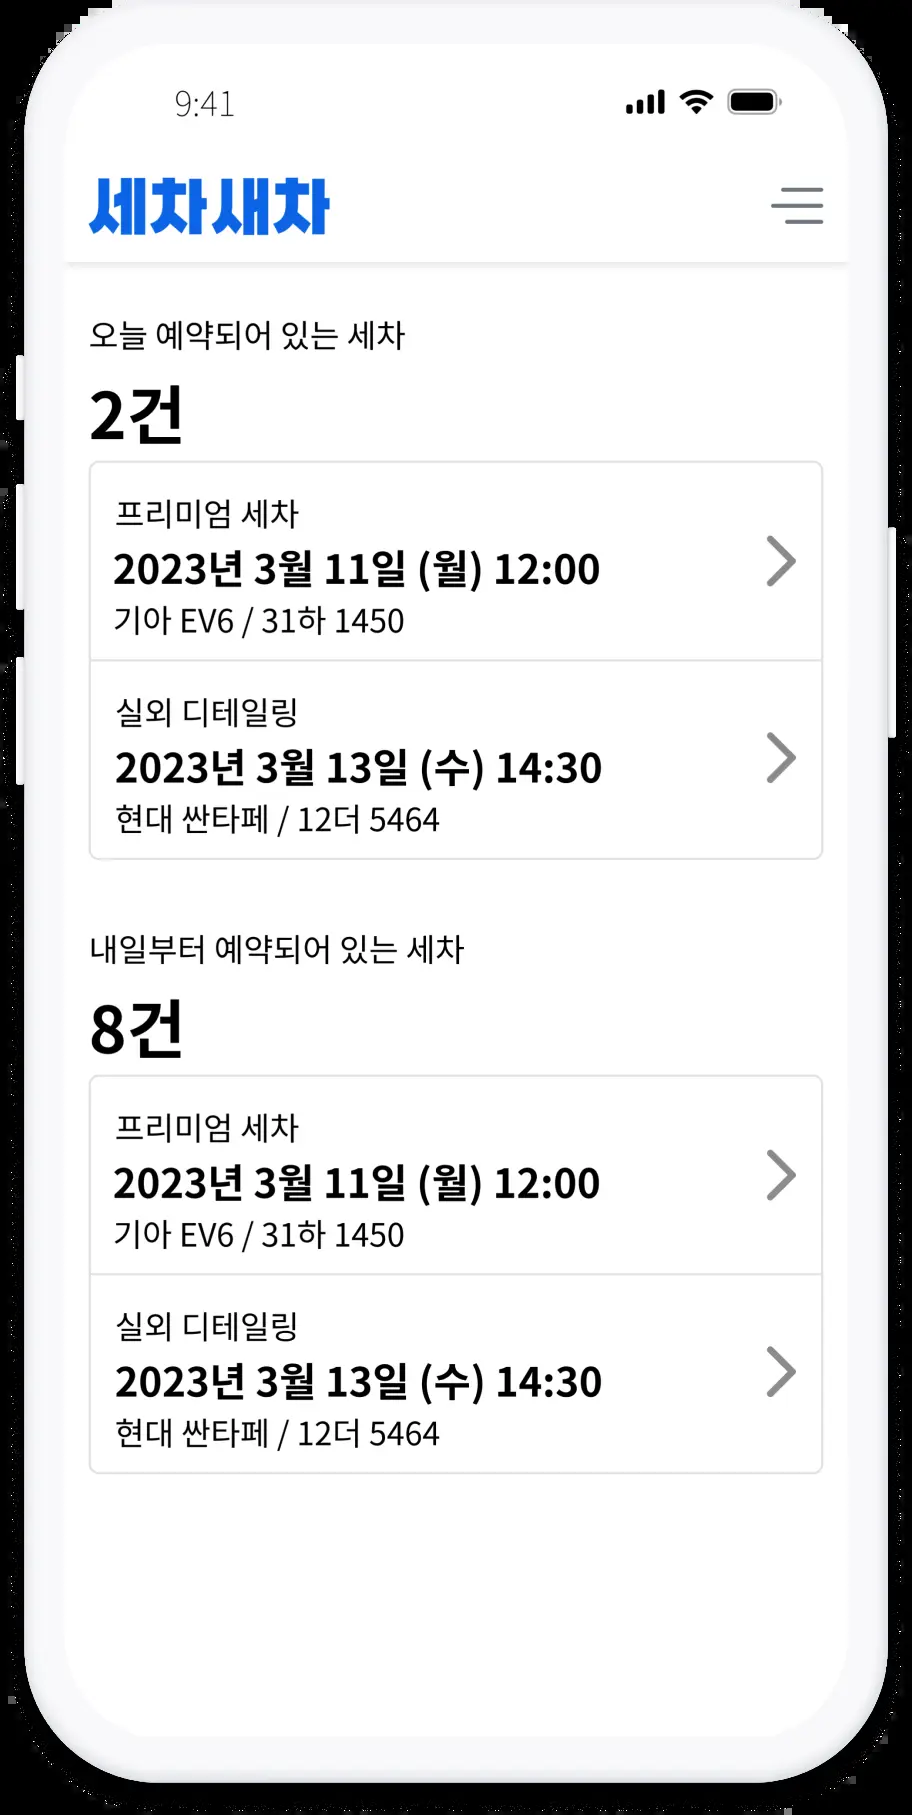 9:41
세차새차
오늘 예약되어 있는 세차
2건
프리미엄 세차
2023년 3월 11일 (월) 12:00
기아 EV6 / 31하 1450
실외 디테일링
2023년 3월 13일 (수) 14:30
현대 싼타페 / 12더 5464
내일부터 예약되어 있는 세차
8건
프리미엄 세차
2023년 3월 11일 (월) 12:00
기아 EV6 / 31하 1450
실외 디테일링
2023년 3월 13일 (수) 14:30
현대 싼타페 / 12더 5464